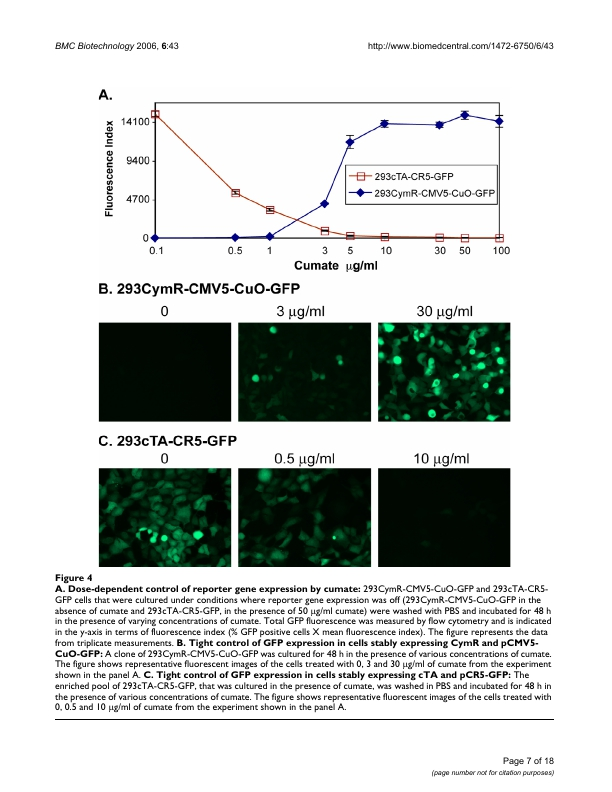 BMC Biotechnology 2006, 6:43
http://www.biomedcentral.com/1472-6750/6/43
A.
Fluorescence Index
14100
9400
4700
0
293cTA-CR5-GFP
293CymR-CMV5-CuO-GFP
0.1 0.5 1 3 5 10 30 50 100
Cumate µg/ml
B. 293CymR-CMV5-CuO-GFP
0 3 µg/ml 30 µg/ml
C. 293cTA-CR5-GFP
0 0.5 µg/ml 10 µg/ml
Figure 4
A. Dose-dependent control of reporter gene expression by cumate: 293CymR-CMV5-CuO-GFP and 293cTA-CR5-
GFP cells that were cultured under conditions where reporter gene expression was off (293CymR-CMV5-CuO-GFP in the
absence of cumate and 293cTA-CR5-GFP, in the presence of 50 µg/ml cumate) were washed with PBS and incubated for 48 h
in the presence of varying concentrations of cumate. Total GFP fluorescence was measured by flow cytometry and is indicated
in the y-axis in terms of fluorescence index (% GFP positive cells X mean fluorescence index). The figure represents the data
from triplicate measurements. B. Tight control of GFP expression in cells stably expressing CymR and pCMV5-
CuO-GFP: A clone of 293CymR-CMV5-CuO-GFP was cultured for 48 h in the presence of various concentrations of cumate.
The figure shows representative fluorescent images of the cells treated with 0, 3 and 30 µg/ml of cumate from the experiment
shown in the panel A. C. Tight control of GFP expression in cells stably expressing cTA and pCR5-GFP: The
enriched pool of 293cTA-CR5-GFP, that was cultured in the presence of cumate, was washed in PBS and incubated for 48 h in
the presence of various concentrations of cumate. The figure shows representative fluorescent images of the cells treated with
0, 0.5 and 10 µg/ml of cumate from the experiment shown in the panel A.
Page 7 of 18
(page number not for citation purposes)